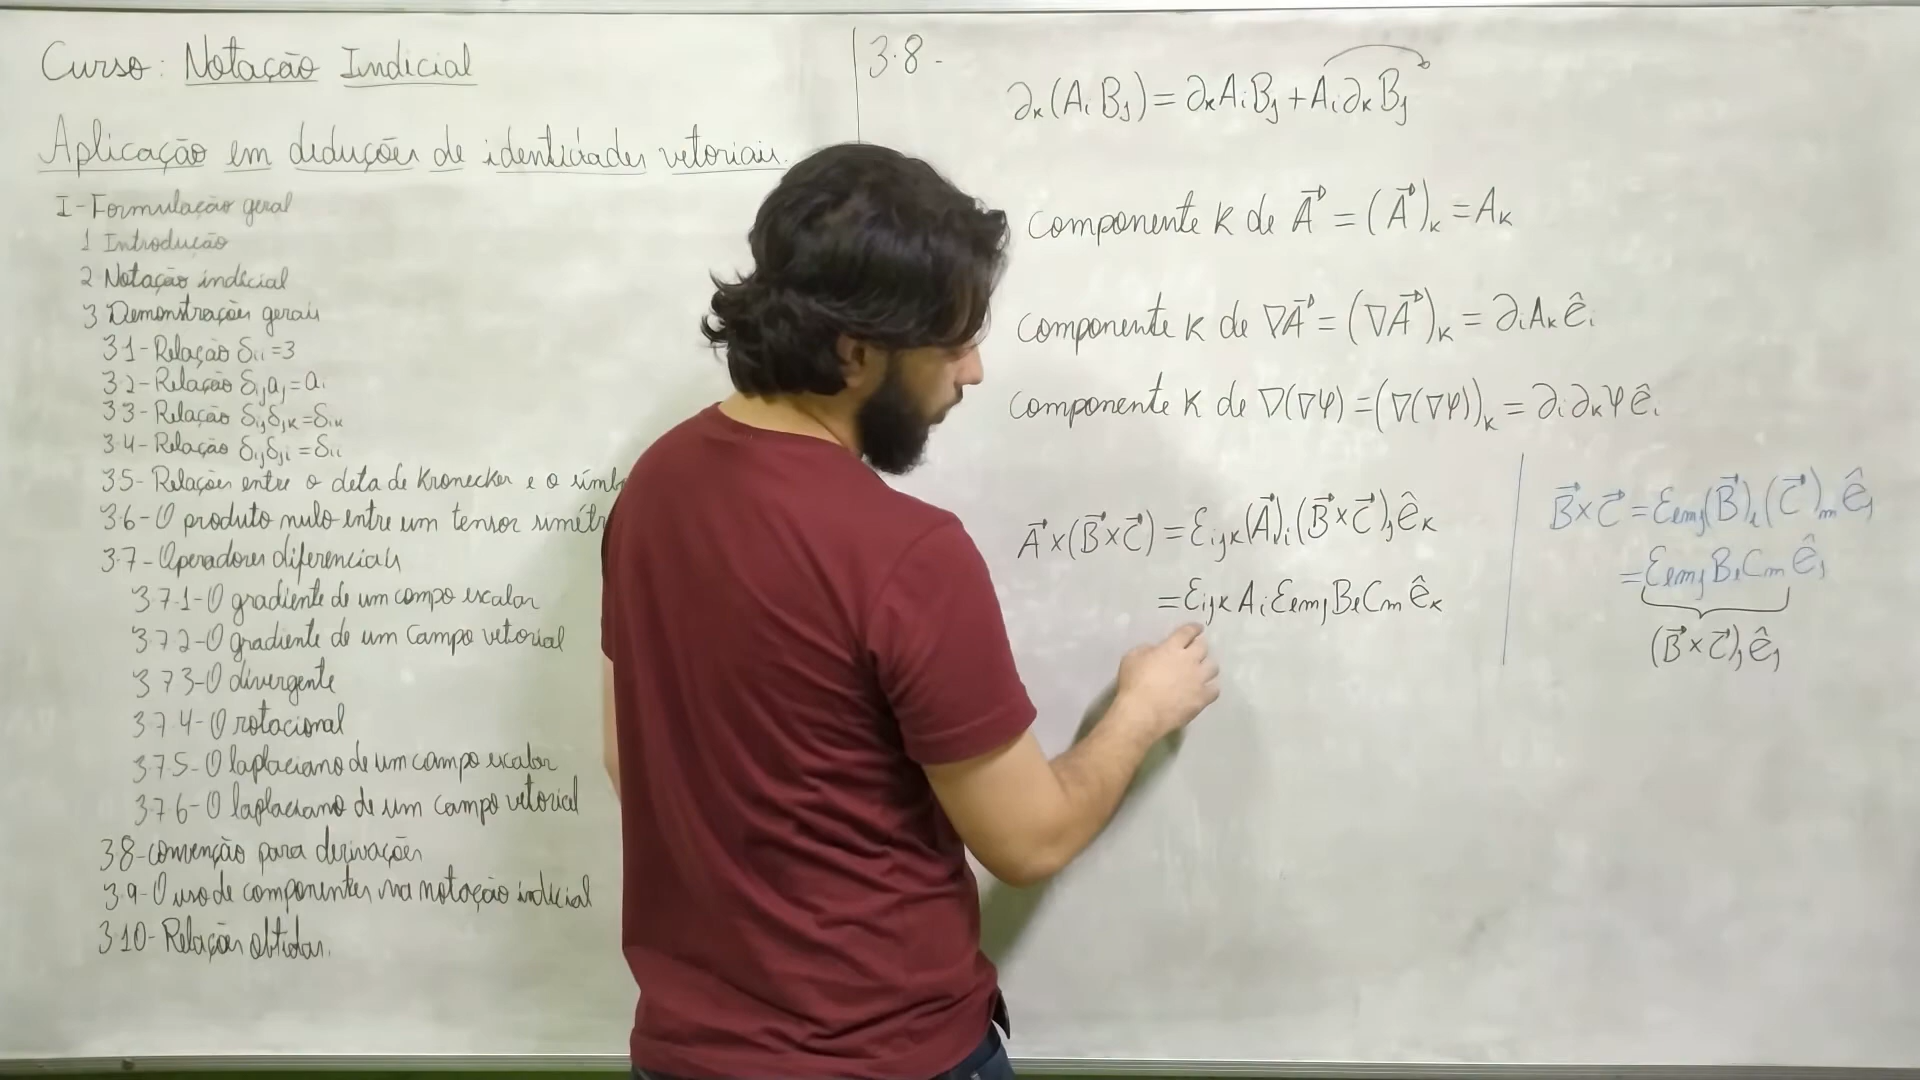 Curso: Notação Indicial
Aplicação em deduções de identidades vetoriais.
I-Formulação geral
1 Introdução
2 Notação indicial
3 Demonstrações gerais
3.1-Relação δᵢᵢ=3
3.2-Relação δᵢⱼaⱼ=aᵢ
3.3-Relação δᵢⱼδⱼₖ=δᵢₖ
3.4-Relação δᵢⱼδⱼᵢ=δᵢᵢ
3.5-Relações entre o deta de Kronecker e o
3.6-O produto nulo entre um tensor
3.7-Operadores diferenciais
3.7.1-O gradiente de um campo escalar
3.7.2-O gradiente de um campo vetorial
3.7.3-O divergente
3.7.4-O rotacional
3.7.5-O laplaciano de um campo escalar
3.7.6-O laplaciano de um campo vetorial
3.8-convenção para derivações
3.9-O uso de componentes na notação indicial
3.10-Relações obtidas.
3.8-
∂ₖ(AᵢBⱼ)=∂ₖAᵢBⱼ+Aᵢ∂ₖBⱼ
componente k de A⃗=(A⃗)ₖ=Aₖ
componente k de ∇A⃗=(∇A⃗)ₖ=∂ᵢAₖêᵢ
componente k de ∇(∇φ)=(∇(∇φ))ₖ=∂ᵢ∂ₖφêᵢ
A⃗×(B⃗×C⃗)=εᵢⱼₖ(A⃗)ᵢ(B⃗×C⃗)ⱼêₖ
=εᵢⱼₖAᵢεₗₘⱼBₗCₘêₖ
B⃗×C⃗=εₗₘⱼ(B⃗)ₗ(C⃗)ₘêⱼ
=εₗₘⱼBₗCₘêⱼ
(B⃗×C⃗)ⱼêⱼ